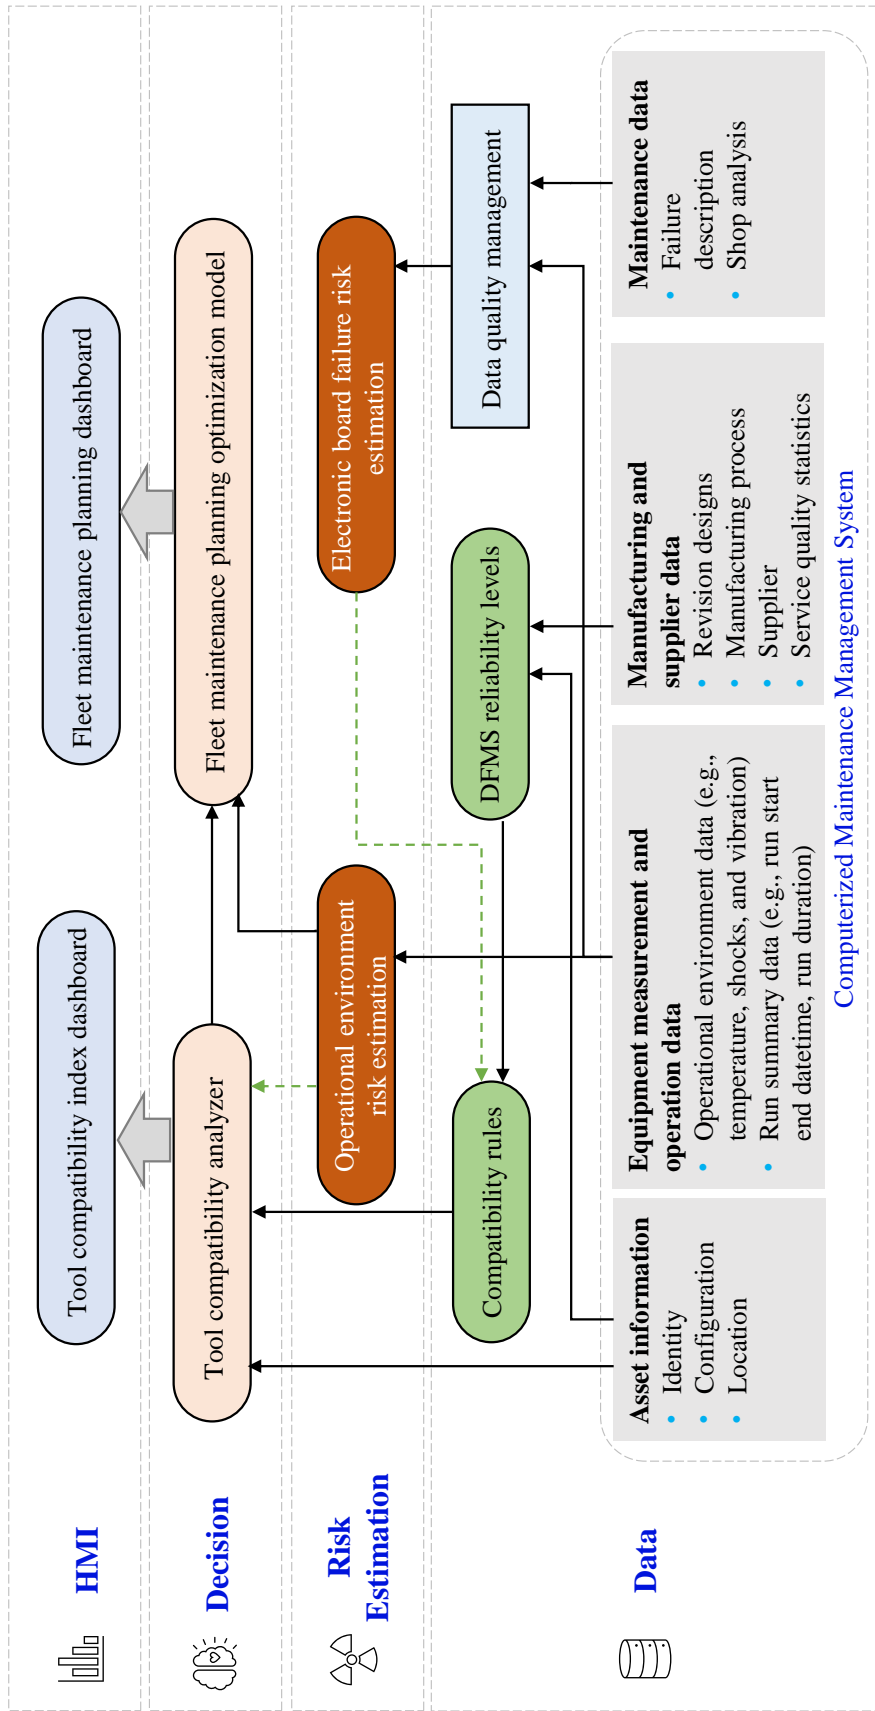 HMI
Tool compatibility index dashboard
Fleet maintenance planning dashboard
Decision
Tool compatibility analyzer
Fleet maintenance planning optimization model
Risk
Estimation
Operational environment
risk estimation
Electronic board failure risk
estimation
Data
Compatibility rules
DFMS reliability levels
Data quality management
Asset information
• Identity
• Configuration
• Location
Equipment measurement and
operation data
• Operational environment data (e.g.,
temperature, shocks, and vibration)
• Run summary data (e.g., run start
end datetime, run duration)
Manufacturing and
supplier data
• Revision designs
• Manufacturing process
• Supplier
• Service quality statistics
Maintenance data
• Failure
description
• Shop analysis
Computerized Maintenance Management System